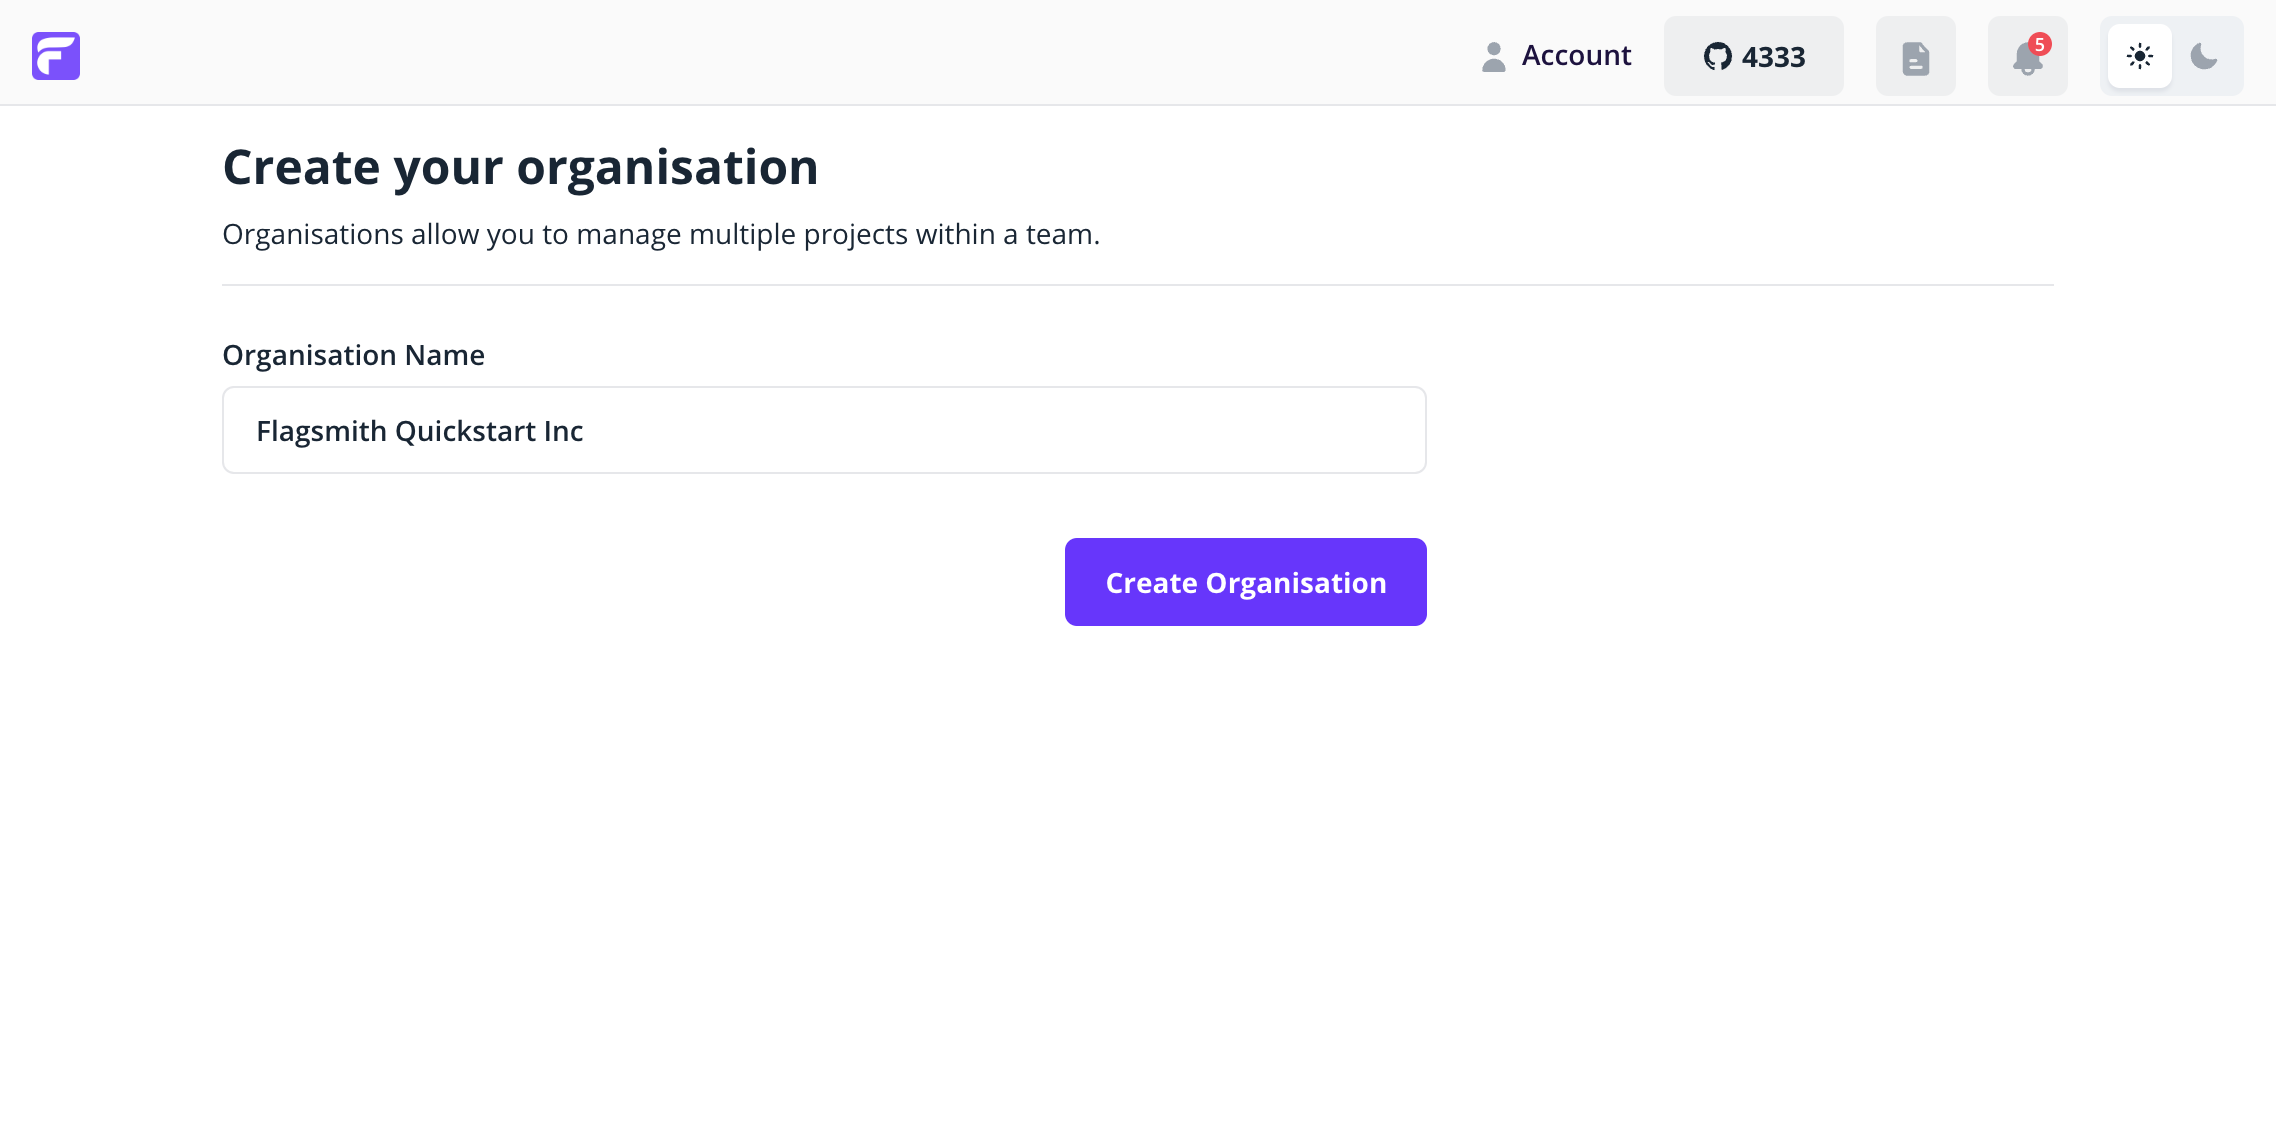 Account
4333
5
Create your organisation
Organisations allow you to manage multiple projects within a team.
Organisation Name
Flagsmith Quickstart Inc
Create Organisation